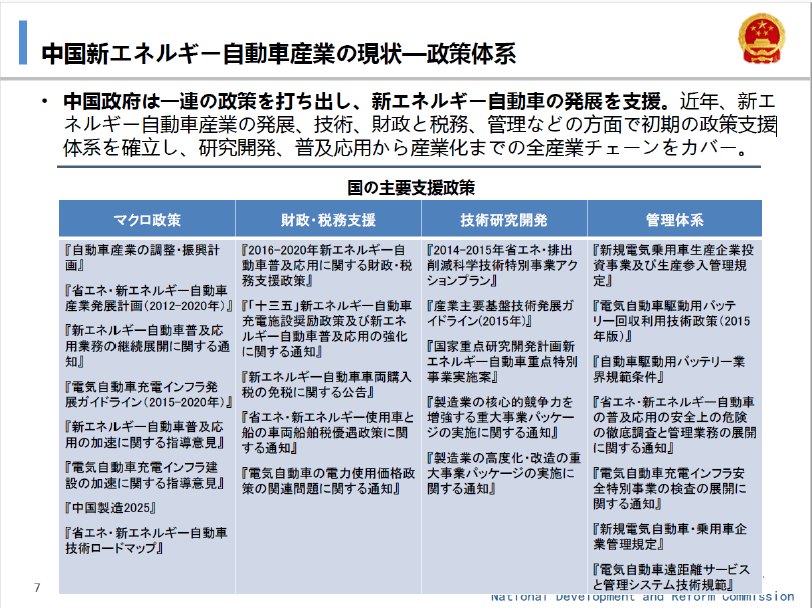 中国新エネルギー自動車産業の現状―政策体系
• 中国政府は一連の政策を打ち出し、新エネルギー自動車の発展を支援。近年、新エ
ネルギー自動車産業の発展、技術、財政と税務、管理などの方面で初期の政策支援
体系を確立し、研究開発、普及応用から産業化までの全産業チェーンをカバー。
国の主要支援政策
マクロ政策
『自動車産業の調整・振興計
画』
『省エネ・新エネルギー自動車
産業発展計画(2012-2020年)』
『新エネルギー自動車普及応
用業務の継続展開に関する通
知』
『電気自動車充電インフラ発
展ガイドライン(2015-2020年)』
『新エネルギー自動車普及応
用の加速に関する指導意見』
『電気自動車充電インフラ建
設の加速に関する指導意見』
『中国製造2025』
『省エネ・新エネルギー自動車
技術ロードマップ』
財政・税務支援
『2016-2020年新エネルギー自
動車普及応用に関する財政・税
務支援政策』
『「十三五」新エネルギー自動車
充電施設奨励政策及び新エネ
ルギー自動車普及応用の強化
に関する通知』
『新エネルギー自動車車両購入
税の免税に関する公告』
『省エネ・新エネルギー使用車と
船の車両船舶税優遇政策に関
する通知』
『電気自動車の電力使用価格政
策の関連問題に関する通知』
技術研究開発
『2014-2015年省エネ・排出
削減科学技術特別事業アク
ションプラン』
『産業主要基盤技術発展ガ
イドライン(2015年)』
『国家重点研究開発計画新
エネルギー自動車重点特別
事業実施案』
『製造業の核心的競争力を
増強する重大事業パッケー
ジの実施に関する通知』
『製造業の高度化・改造の重
大事業パッケージの実施に
関する通知』
管理体系
『新規電気乗用車生産企業投
資事業及び生産参入管理規
定』
『電気自動車駆動用バッテ
リー回収利用技術政策(2015
年版)』
『自動車駆動用バッテリー業
界規範条件』
『省エネ・新エネルギー自動車
の普及応用の安全上の危険
の徹底調査と管理業務の展開
に関する通知』
『電気自動車充電インフラ安
全特別事業の検査の展開に
関する通知』
『新規電気自動車・乗用車企
業管理規定』
『電気自動車遠距離サービス
と管理システム技術規範』
7
National Development and Reform Commission